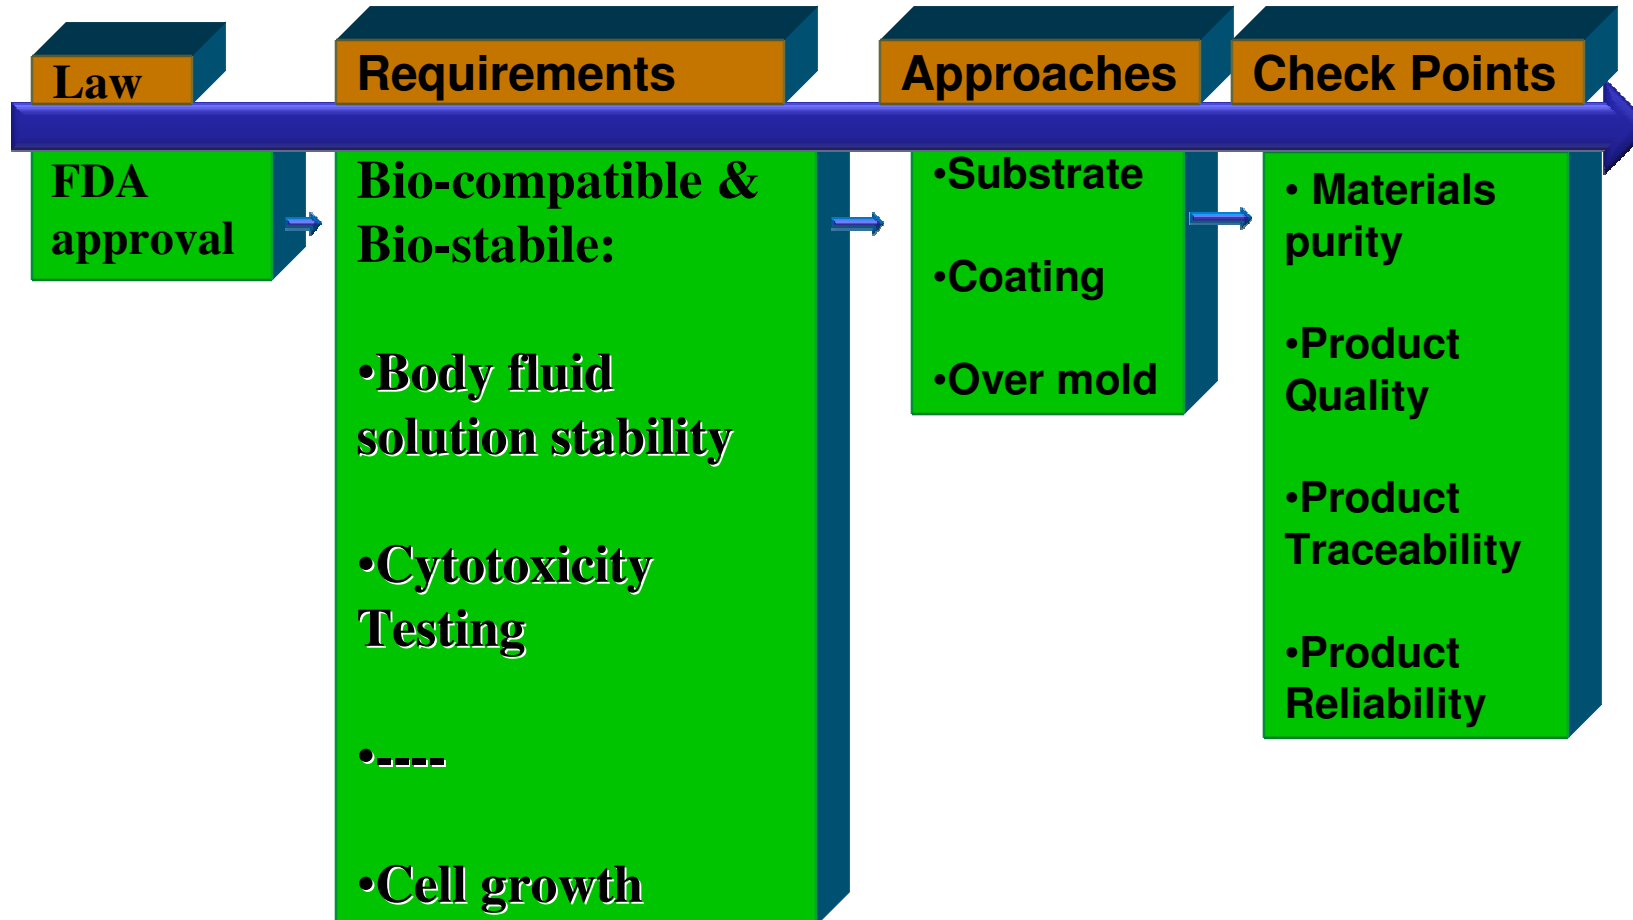 Law
FDA
approval
Requirements
Bio-compatible &
Bio-stabile:
•Body fluid
solution stability
•Cytotoxicity
Testing
•----
•Cell growth
Approaches
•Substrate
•Coating
•Over mold
Check Points
• Materials
purity
•Product
Quality
•Product
Traceability
•Product
Reliability